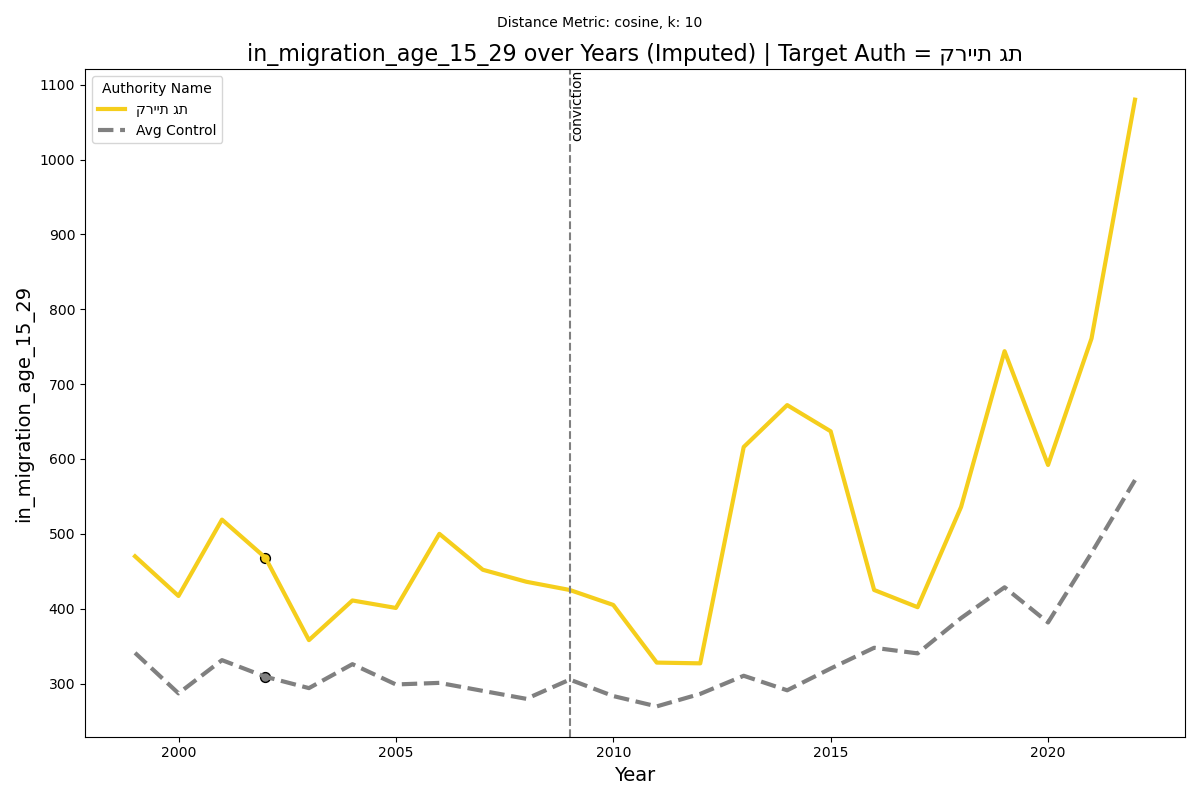 Distance Metric: cosine, k: 10
in_migration_age_15_29 over Years (Imputed) | Target Auth = קריית גת
Authority Name
קריית גת
Avg Control
conviction
in_migration_age_15_29
1100
1000
900
800
700
600
500
400
300
2000 2005 2010 2015 2020
Year